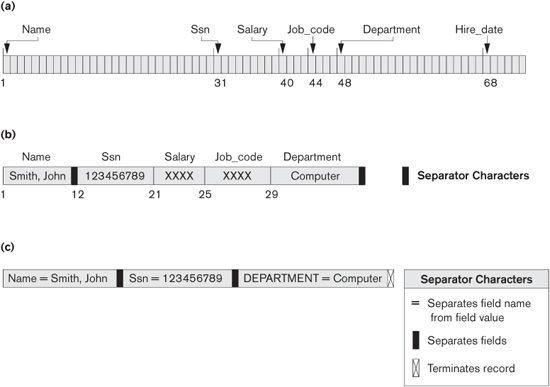 (a)
Name Ssn Salary Job_code Department Hire_date
1 31 40 44 48 68
(b)
Name Ssn Salary Job_code Department
Smith, John 123456789 XXXX XXXX Computer Separator Characters
1 12 21 25 29
(c)
Name = Smith, John Ssn = 123456789 DEPARTMENT = Computer
Separator Characters
= Separates field name
from field value
Separates fields
Terminates record